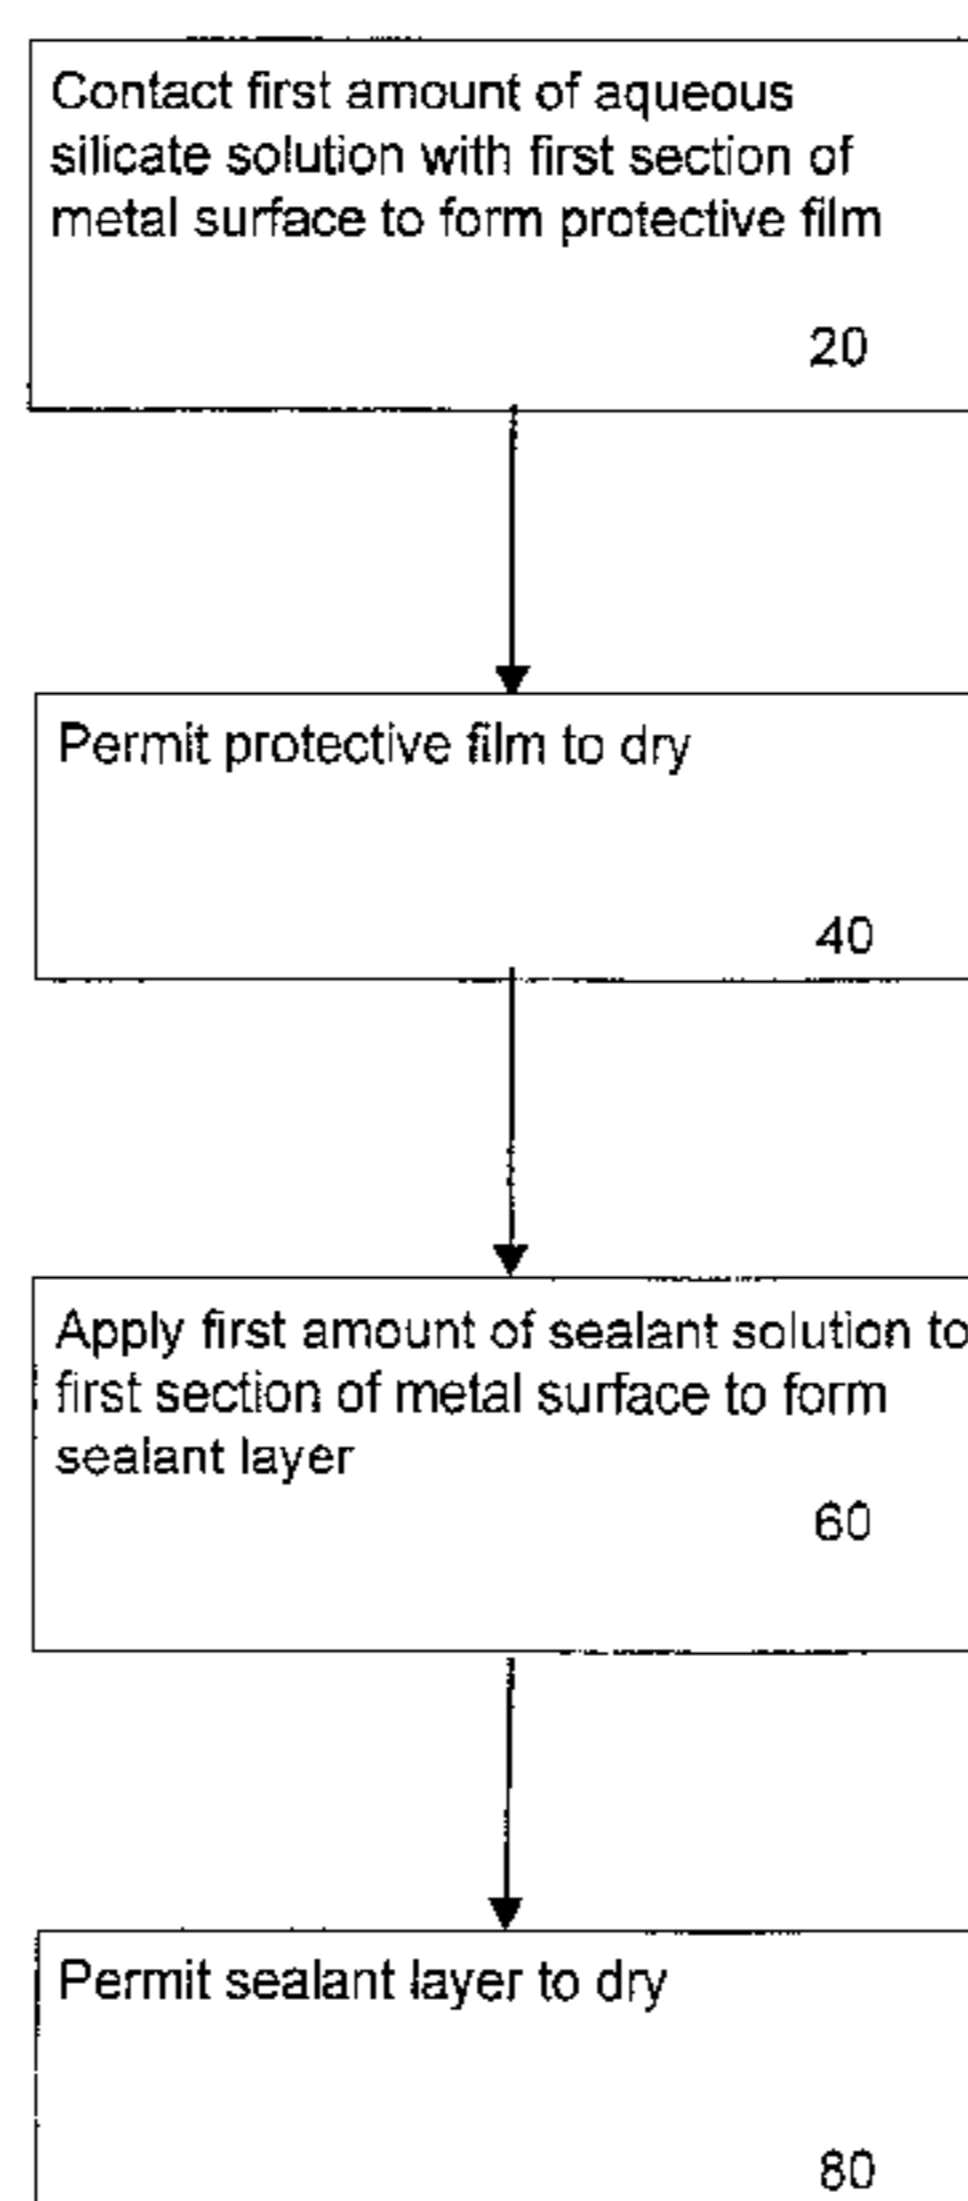 Contact first amount of aqueous
silicate solution with first section of
metal surface to form protective film
20
Permit protective film to dry
40
Apply first amount of sealant solution to
first section of metal surface to form
sealant layer
60
Permit sealant layer to dry
80